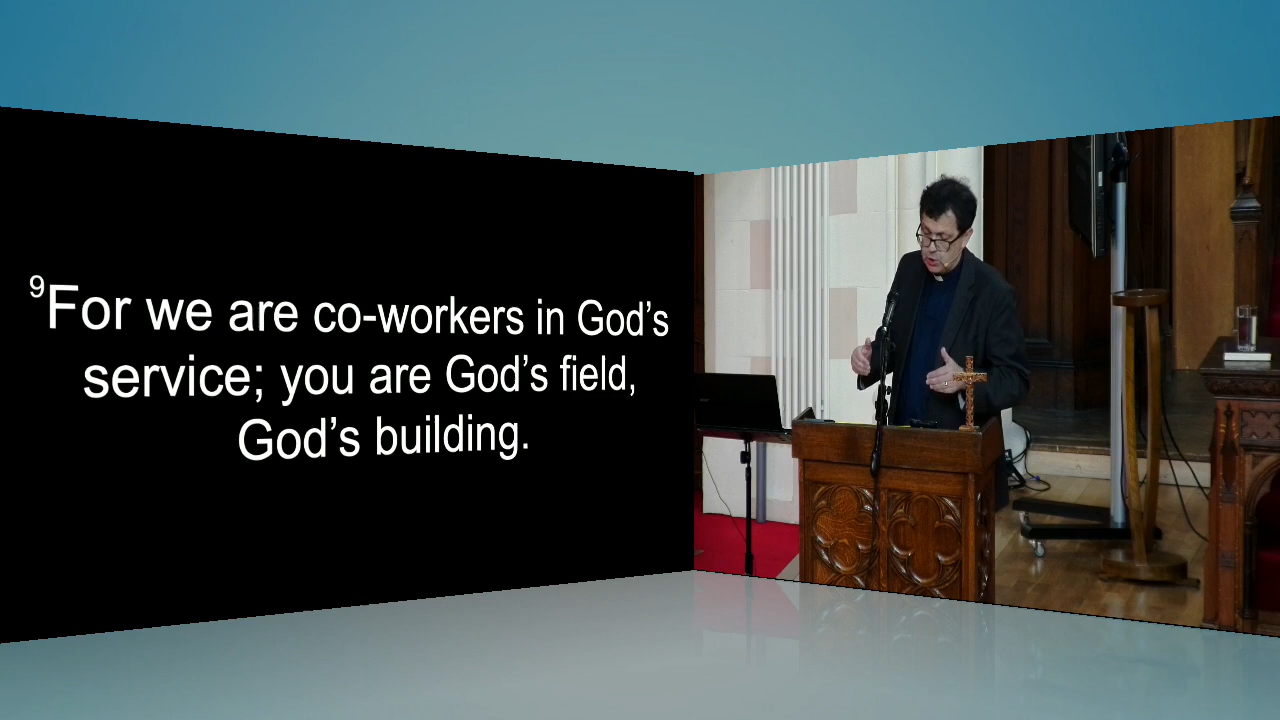 ⁹For we are co-workers in God’s
service; you are God’s field,
God’s building.